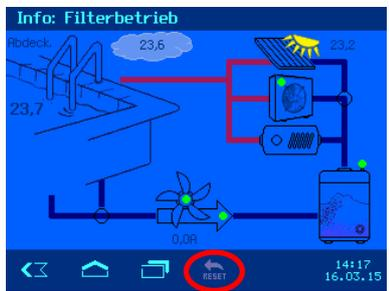 Info: Filterbetrieb
Abdeck.
23,6
23,2
23,7
0,0A
RESET
14:17
16.03.15